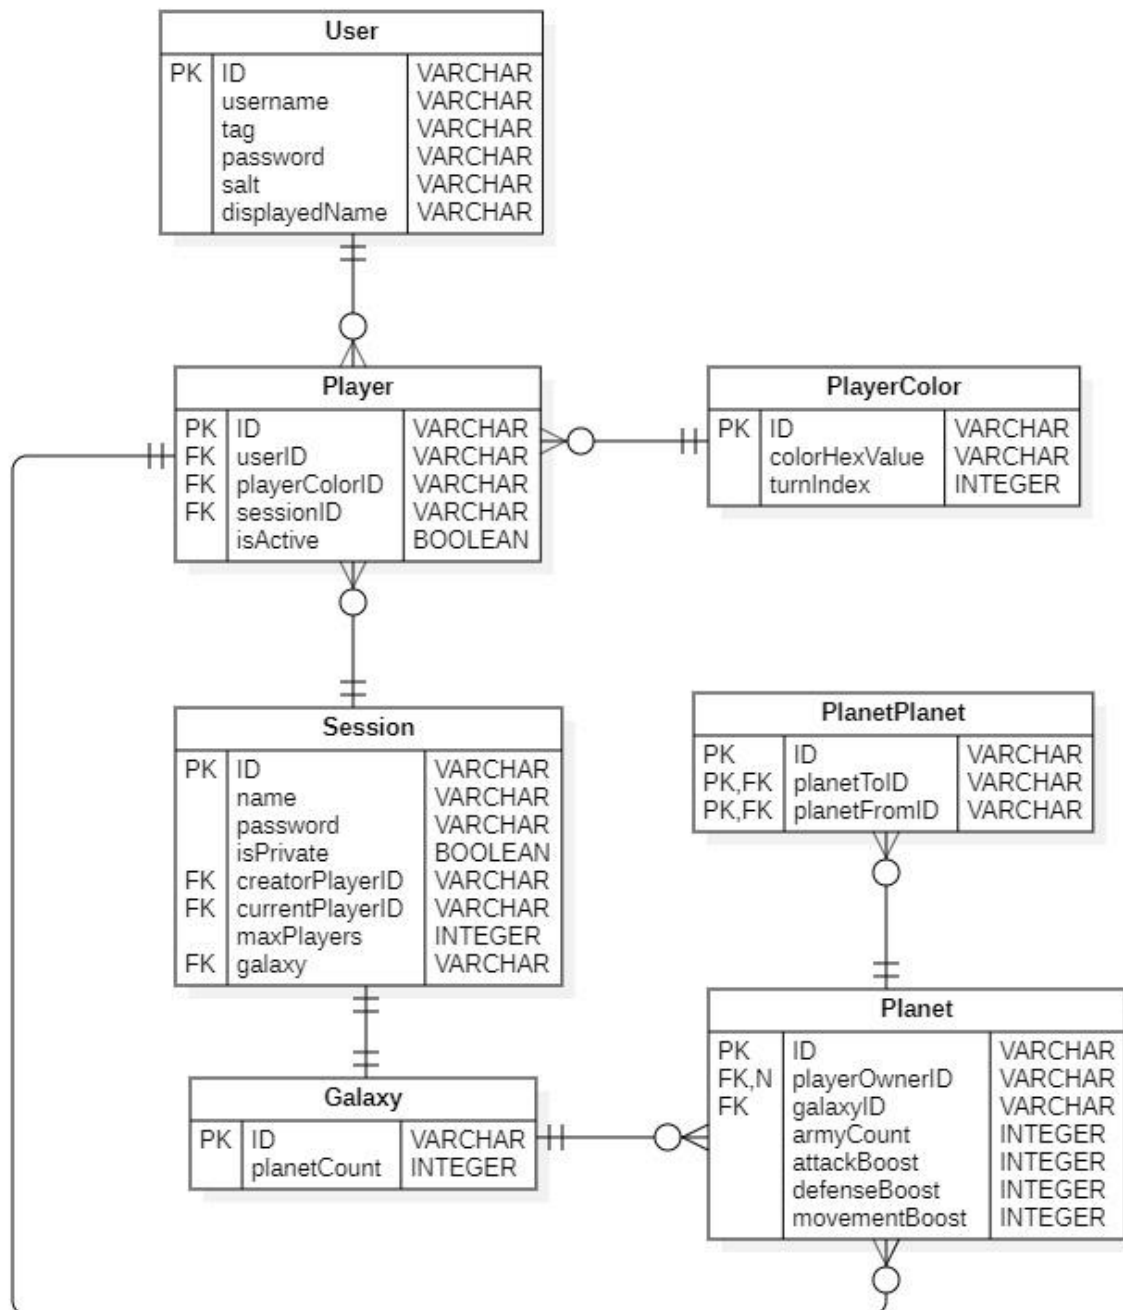 User
PK ID VARCHAR
username VARCHAR
tag VARCHAR
password VARCHAR
salt VARCHAR
displayedName VARCHAR
Player
PK ID VARCHAR
FK userID VARCHAR
FK playerColorID VARCHAR
FK sessionID VARCHAR
isActive BOOLEAN
PlayerColor
PK ID VARCHAR
colorHexValue VARCHAR
turnIndex INTEGER
Session
PK ID VARCHAR
name VARCHAR
password VARCHAR
isPrivate BOOLEAN
FK creatorPlayerID VARCHAR
FK currentPlayerID VARCHAR
maxPlayers INTEGER
FK galaxy VARCHAR
PlanetPlanet
PK ID VARCHAR
PK,FK planetToID VARCHAR
PK,FK planetFromID VARCHAR
Galaxy
PK ID VARCHAR
planetCount INTEGER
Planet
PK ID VARCHAR
FK,N playerOwnerID VARCHAR
FK galaxyID VARCHAR
armyCount INTEGER
attackBoost INTEGER
defenseBoost INTEGER
movementBoost INTEGER